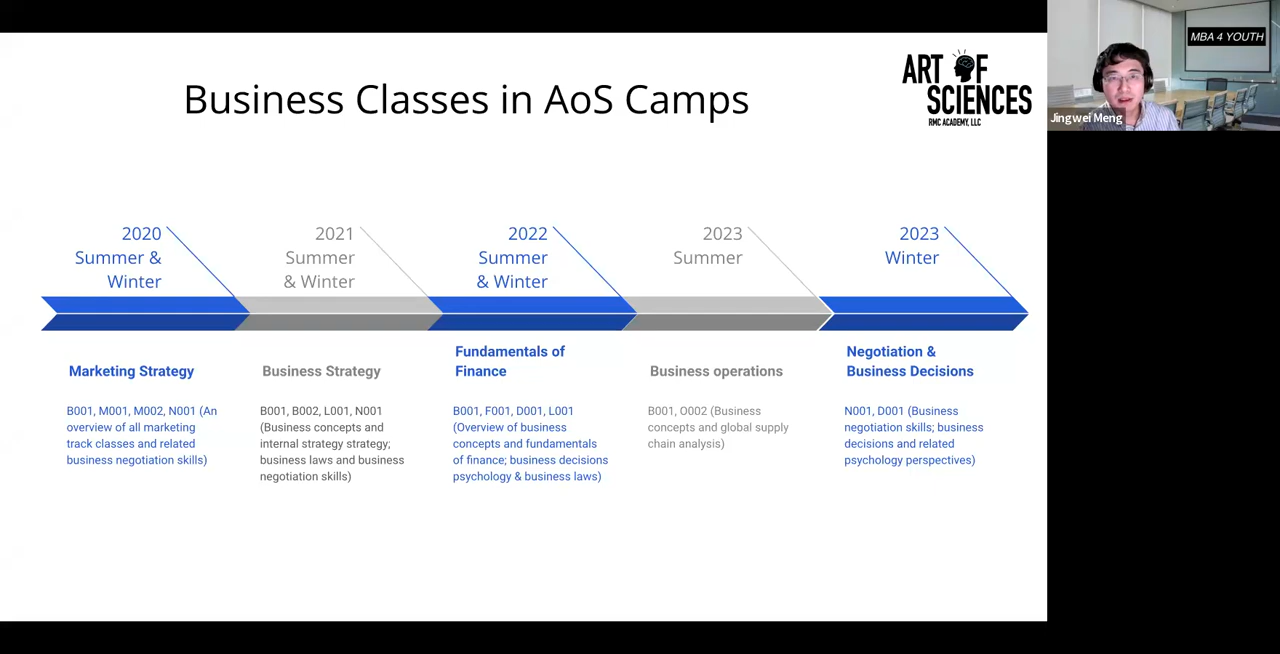 Business Classes in AoS Camps
ART OF
SCIENCES
RMC ACADEMY, LLC
MBA 4 YOUTH
Jingwei Meng
2020
Summer &
Winter
2021
Summer
& Winter
2022
Summer
& Winter
2023
Summer
2023
Winter
Marketing Strategy
B001, M001, M002, N001 (An
overview of all marketing
track classes and related
business negotiation skills)
Business Strategy
B001, B002, L001, N001
(Business concepts and
internal strategy strategy;
business laws and business
negotiation skills)
Fundamentals of
Finance
B001, F001, D001, L001
(Overview of business
concepts and fundamentals
of finance; business decisions
psychology & business laws)
Business operations
B001, O002 (Business
concepts and global supply
chain analysis)
Negotiation &
Business Decisions
N001, D001 (Business
negotiation skills; business
decisions and related
psychology perspectives)